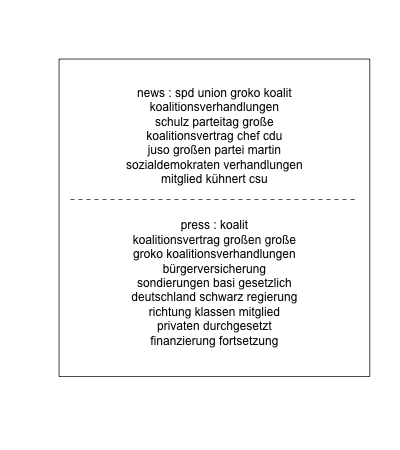 news : spd union groko koalit
koalitionsverhandlungen
schulz parteitag große
koalitionsvertrag chef cdu
juso großen partei martin
sozialdemokraten verhandlungen
mitglied kühnert csu
press : koalit
koalitionsvertrag großen große
groko koalitionsverhandlungen
bürgerversicherung
sondierungen basi gesetzlich
deutschland schwarz regierung
richtung klassen mitglied
privaten durchgesetzt
finanzierung fortsetzung